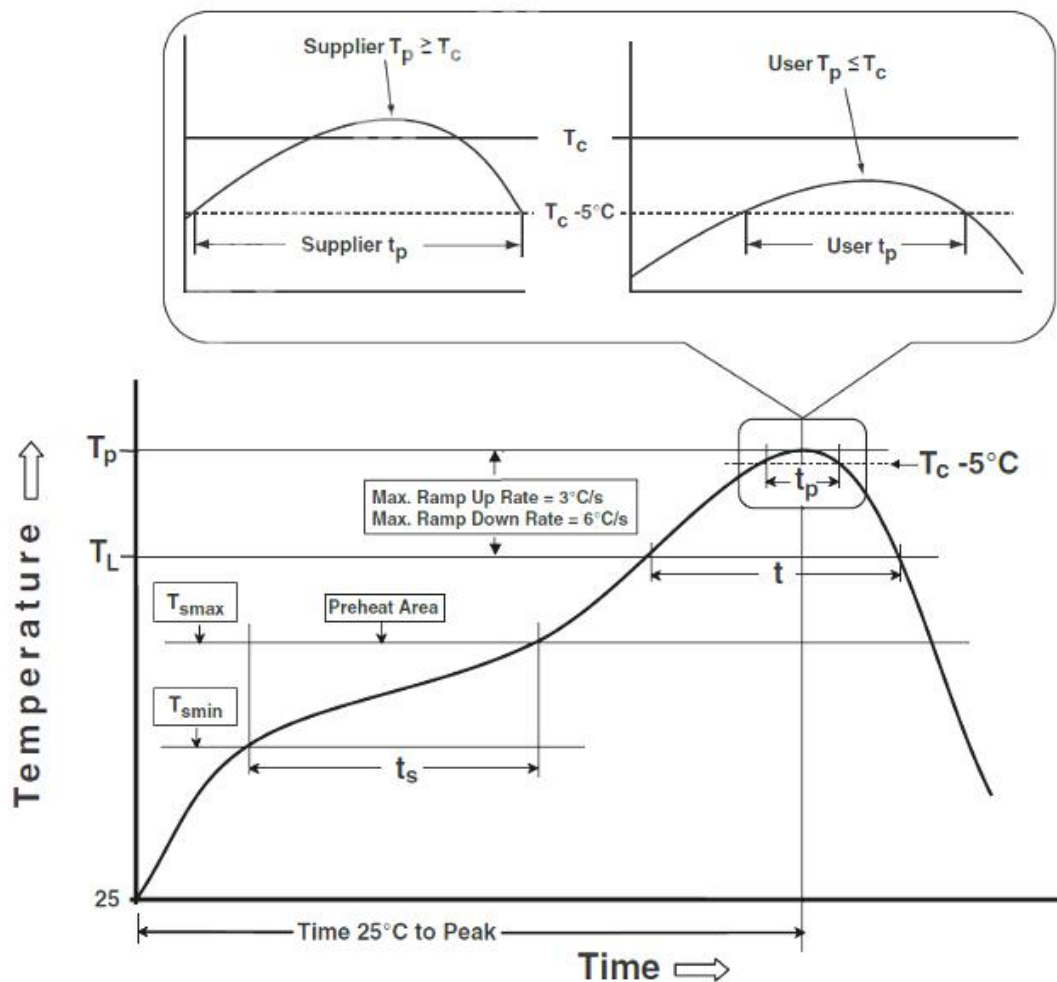 Supplier Tp ≥ Tc
User Tp ≤ Tc
Tc
Tc -5°C
Supplier tp
User tp
Tp
Tc -5°C
tp
Max. Ramp Up Rate = 3°C/s
Max. Ramp Down Rate = 6°C/s
TL
t
Tsmax
Preheat Area
Tsmin
ts
Temperature
25
Time 25°C to Peak
Time